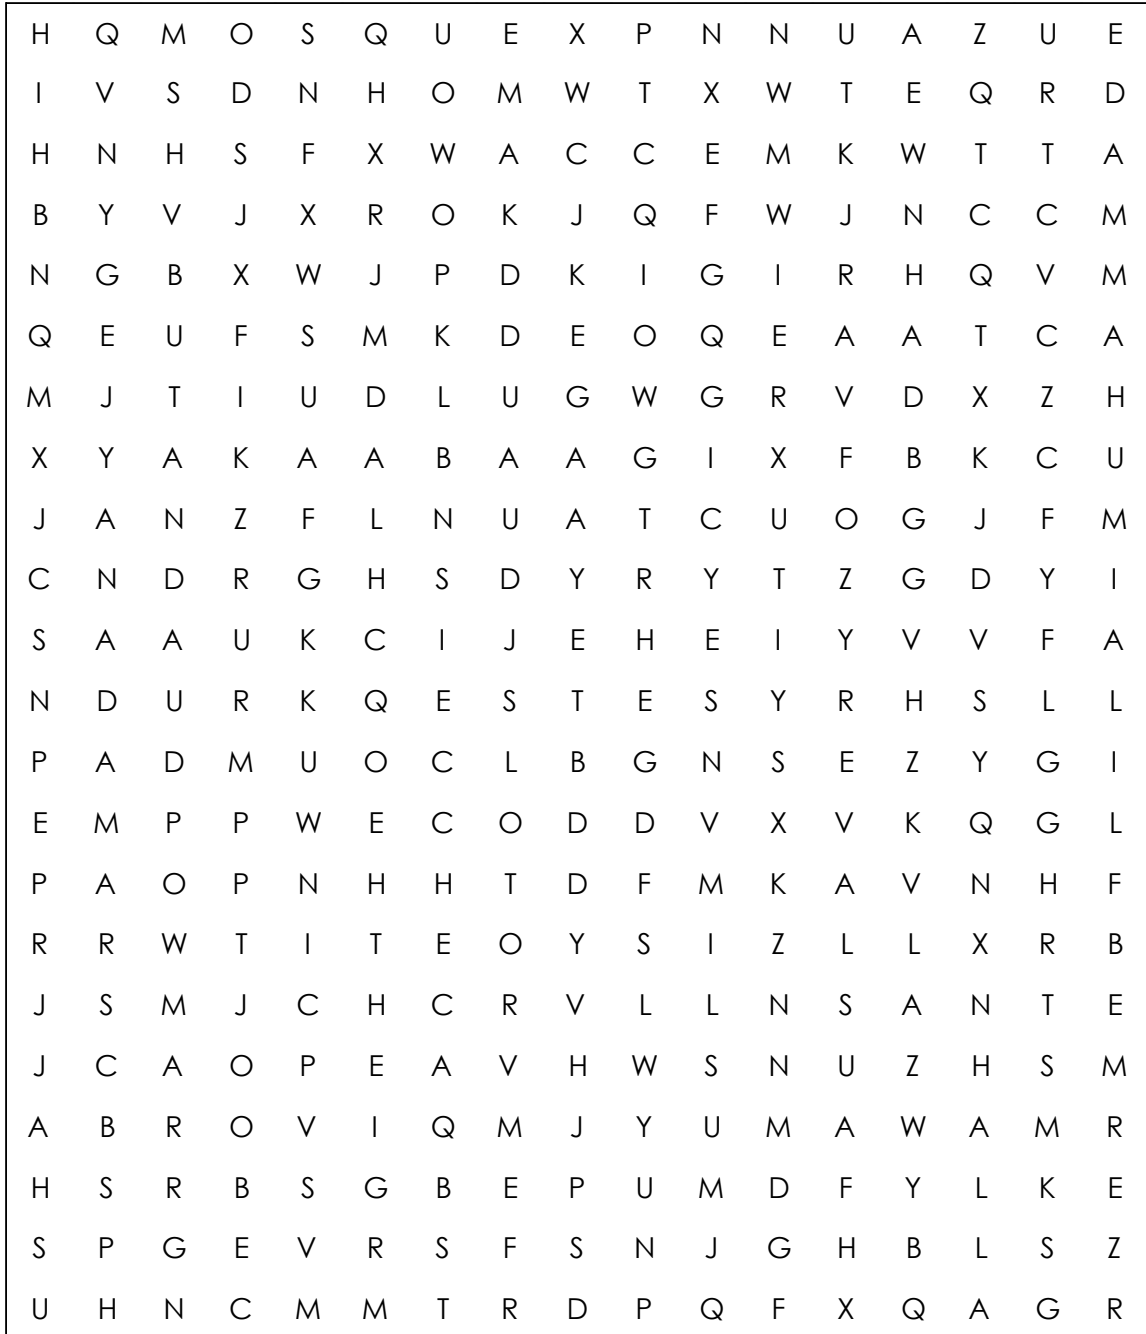 H Q M O S Q U E X P N N U A Z U E
I V S D N H O M W T X W T E Q R D
H N H S F X W A C C E M K W T T A
B Y V J X R O K J Q F W J N C C M
N G B X W J P D K I G I R H Q V M
Q E U F S M K D E O Q E A A T C A
M J T I U D L U G W G R V D X Z H
X Y A K A A B A A G I X F B K C U
J A N Z F L N U A T C U O G J F M
C N D R G H S D Y R Y T Z G D Y I
S A A U K C I J E H E I Y V V F A
N D U R K Q E S T E S Y R H S L L
P A D M U O C L B G N S E Z Y G I
E M P P W E C O D D V X V K Q G L
P A O P N H H T D F M K A V N H F
R R W T I T E O Y S I Z L L X R B
J S M J C H C R V L L N S A N T E
J C A O P E A V H W S N U Z H S M
A B R O V I Q M J Y U M A W A M R
H S R B S G B E P U M D F Y L K E
S P G E V R S F S N J G H B L S Z
U H N C M M T R D P Q F X Q A G R